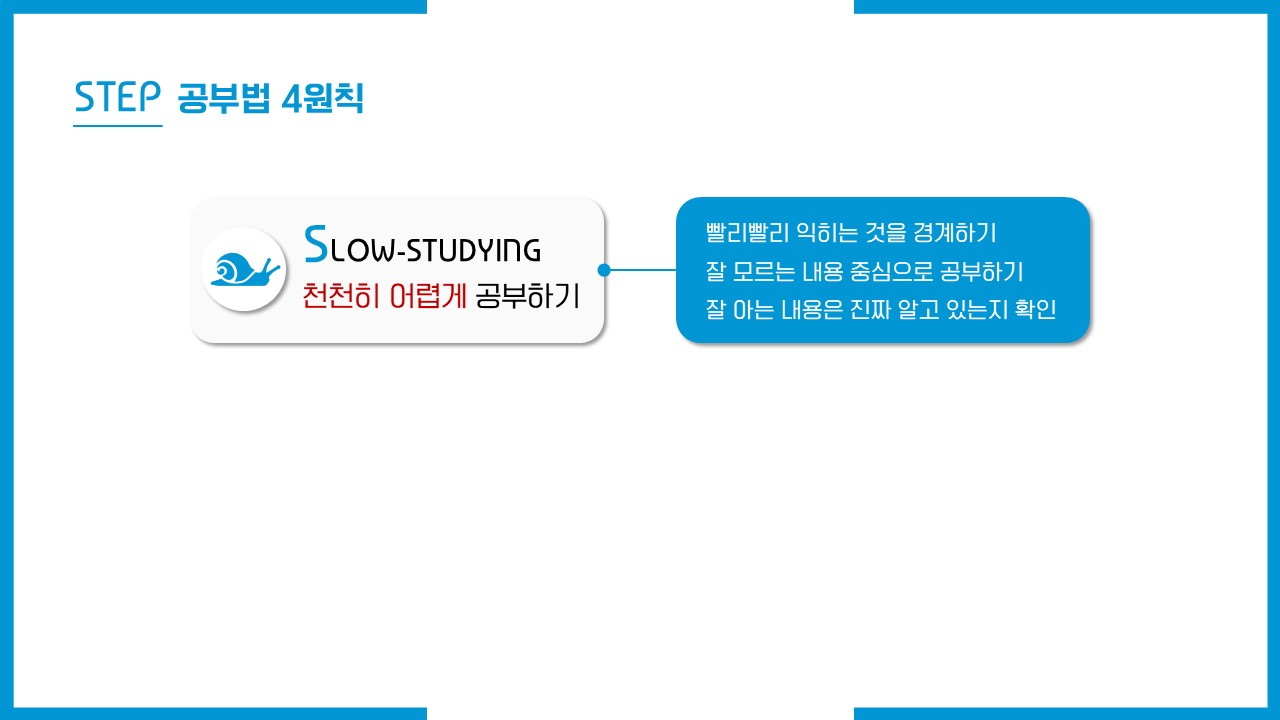 STEP 공부법 4원칙
SLOW-STUDYING
천천히 어렵게 공부하기
빨리빨리 익히는 것을 경계하기
잘 모르는 내용 중심으로 공부하기
잘 아는 내용은 진짜 알고 있는지 확인